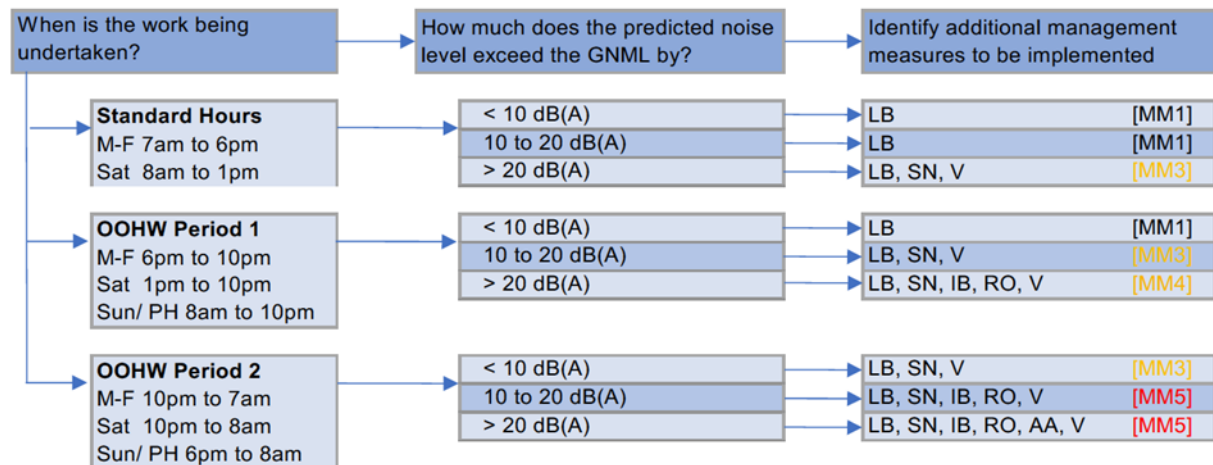 When is the work being
undertaken?
How much does the predicted noise
level exceed the GNML by?
Identify additional management
measures to be implemented
Standard Hours
M-F 7am to 6pm
Sat 8am to 1pm
< 10 dB(A)
LB [MM1]
10 to 20 dB(A)
LB [MM1]
> 20 dB(A)
LB, SN, V [MM3]
OOHW Period 1
M-F 6pm to 10pm
Sat 1pm to 10pm
Sun/ PH 8am to 10pm
< 10 dB(A)
LB [MM1]
10 to 20 dB(A)
LB, SN, V [MM3]
> 20 dB(A)
LB, SN, IB, RO, V [MM4]
OOHW Period 2
M-F 10pm to 7am
Sat 10pm to 8am
Sun/ PH 6pm to 8am
< 10 dB(A)
LB, SN, V [MM3]
10 to 20 dB(A)
LB, SN, IB, RO, V [MM5]
> 20 dB(A)
LB, SN, IB, RO, AA, V [MM5]